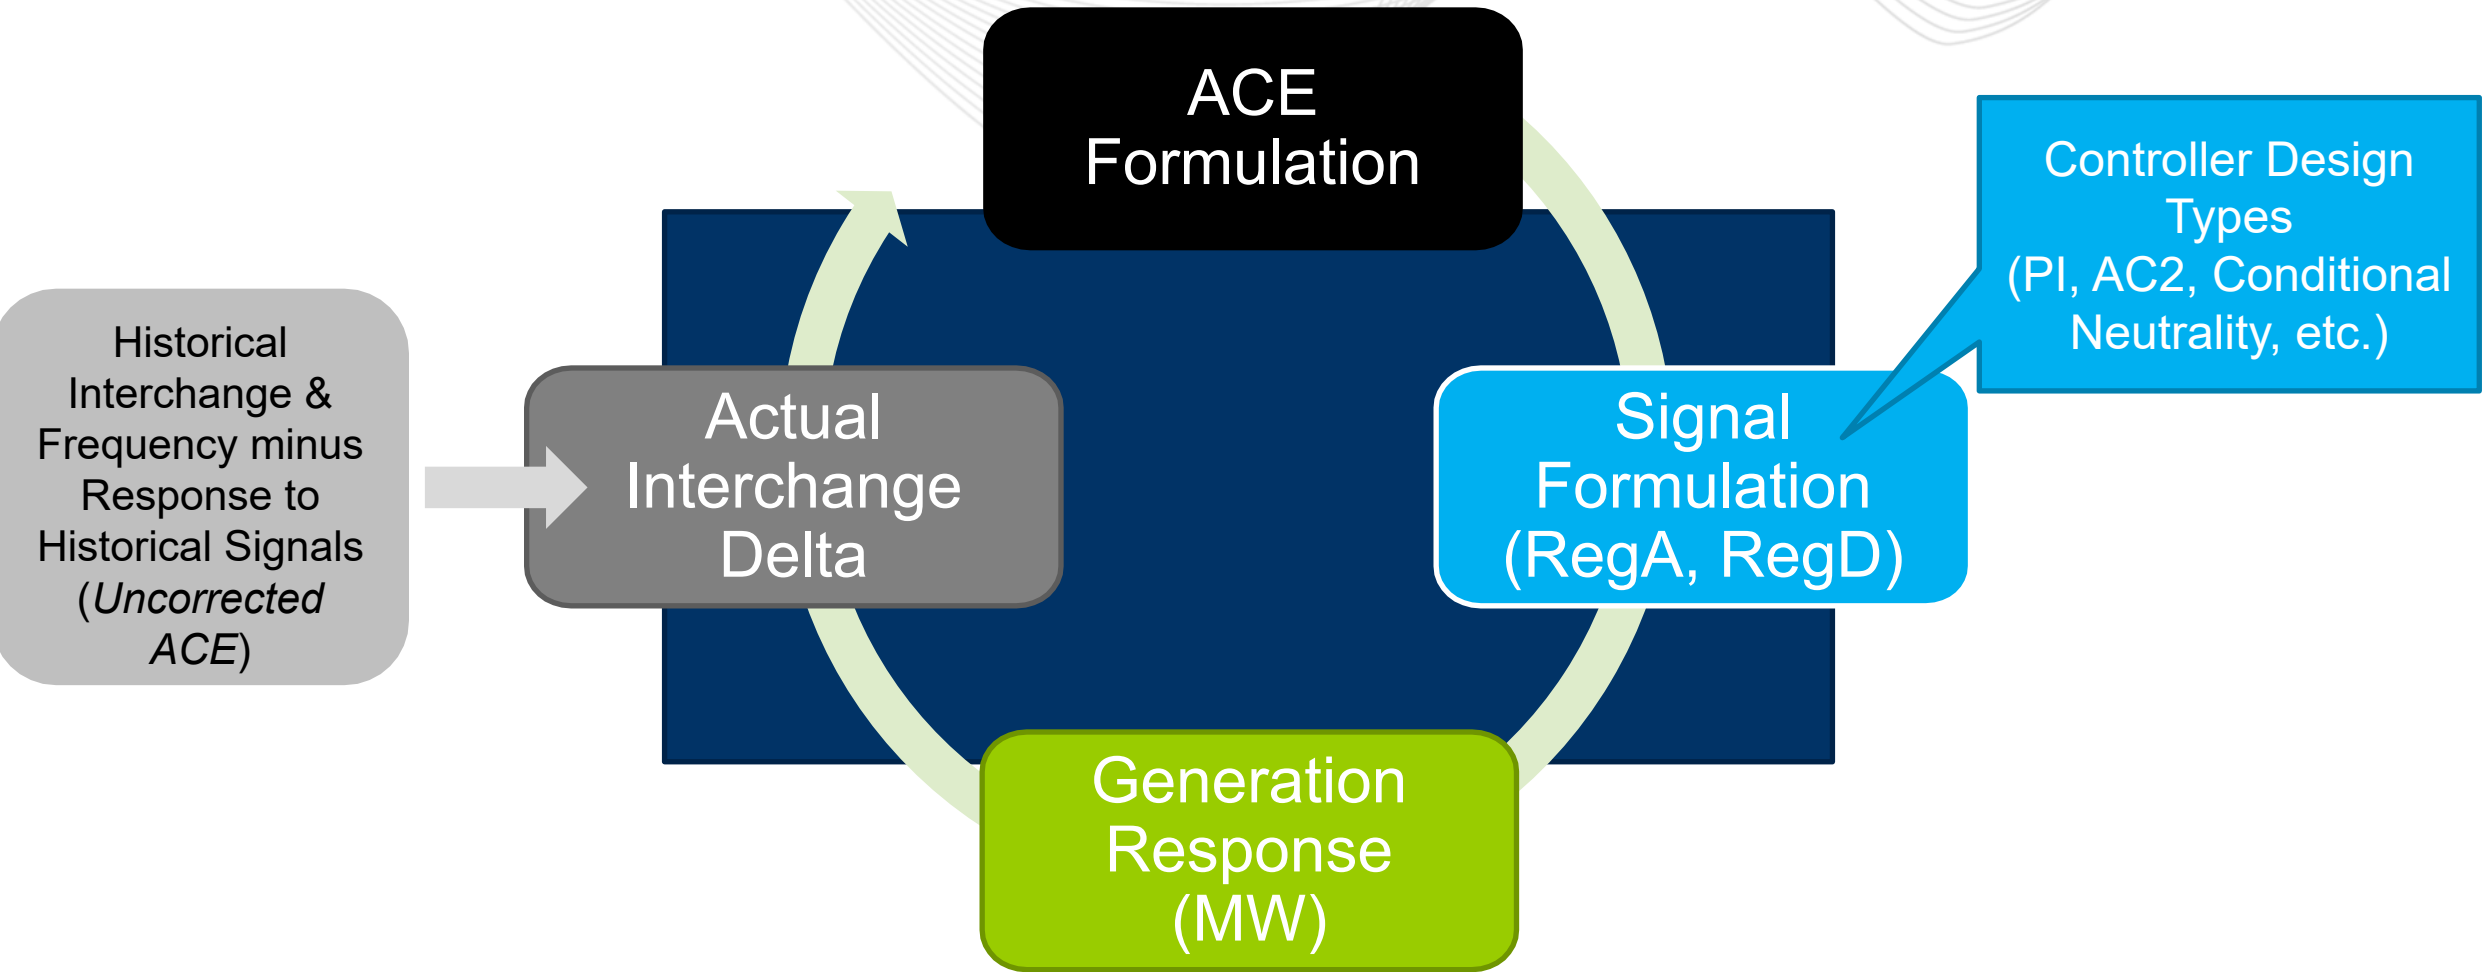 ACE
Formulation
Controller Design
Types
(PI, AC2, Conditional
Neutrality, etc.)
Historical
Interchange &
Frequency minus
Response to
Historical Signals
(Uncorrected
ACE)
Actual
Interchange
Delta
Signal
Formulation
(RegA, RegD)
Generation
Response
(MW)